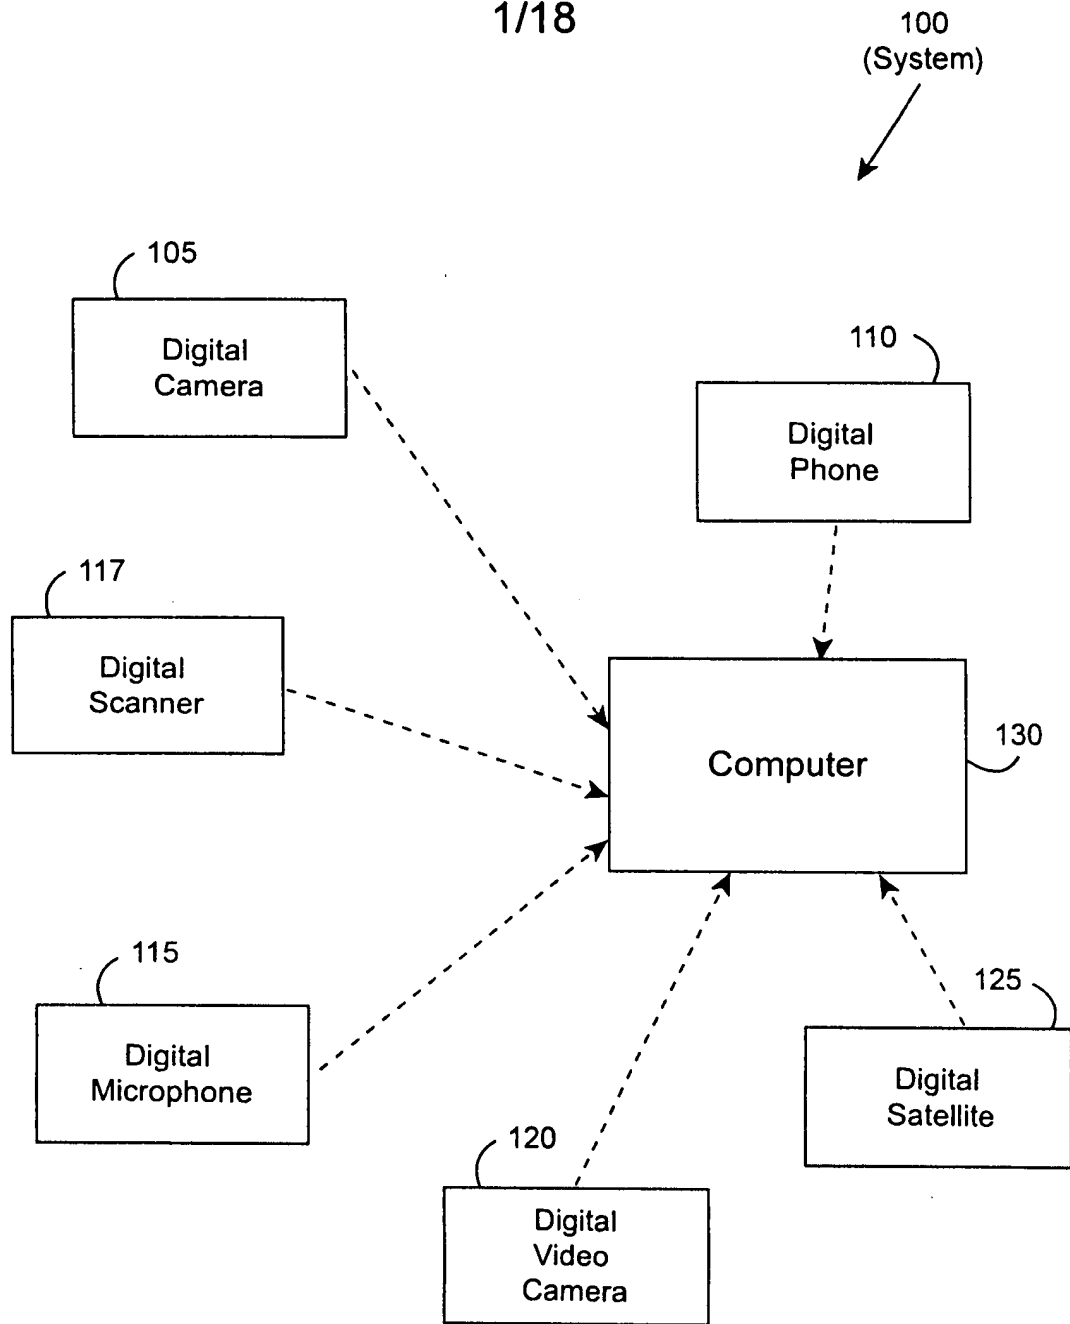 1/18
100
(System)
105
Digital
Camera
110
Digital
Phone
117
Digital
Scanner
Computer
130
115
Digital
Microphone
125
Digital
Satellite
120
Digital
Video
Camera